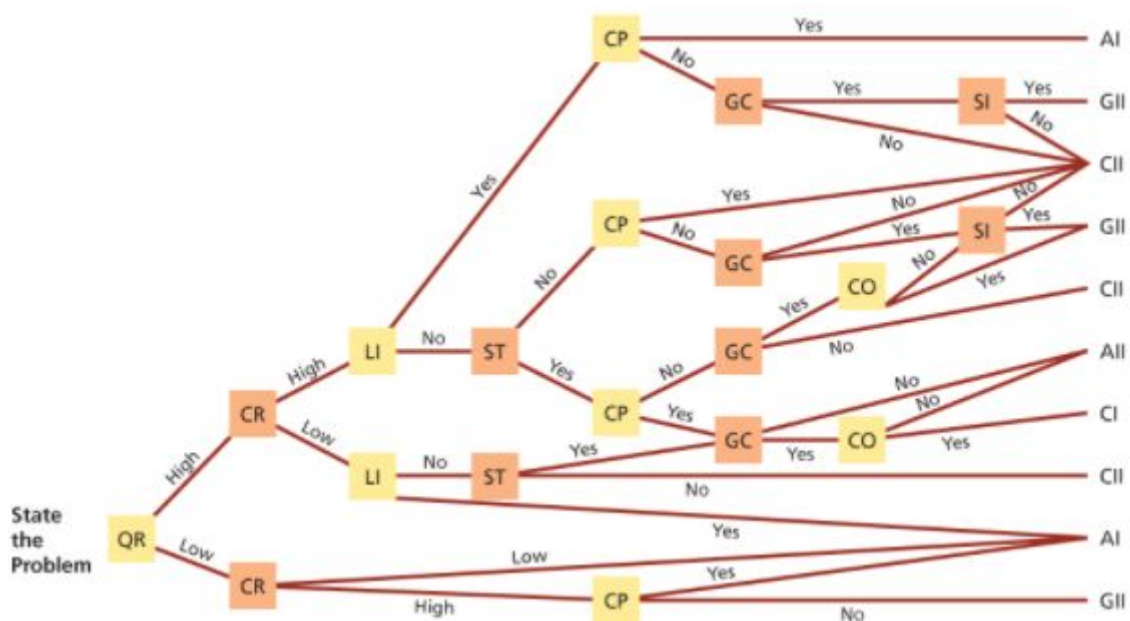 Yes
CP
AI
No
GC
Yes
SI
Yes
GII
No
No
CII
Yes
CP
Yes
No
No
No
GC
Yes
SI
Yes
GII
No
CO
No
Yes
Yes
CII
LI
No
ST
GC
No
AII
High
Yes
No
No
No
CR
CP
Yes
GC
Yes
CO
Yes
CI
Low
Yes
LI
No
ST
No
CII
High
State
the
Problem
QR
Low
Yes
AI
Low
CR
Yes
High
CP
No
GII